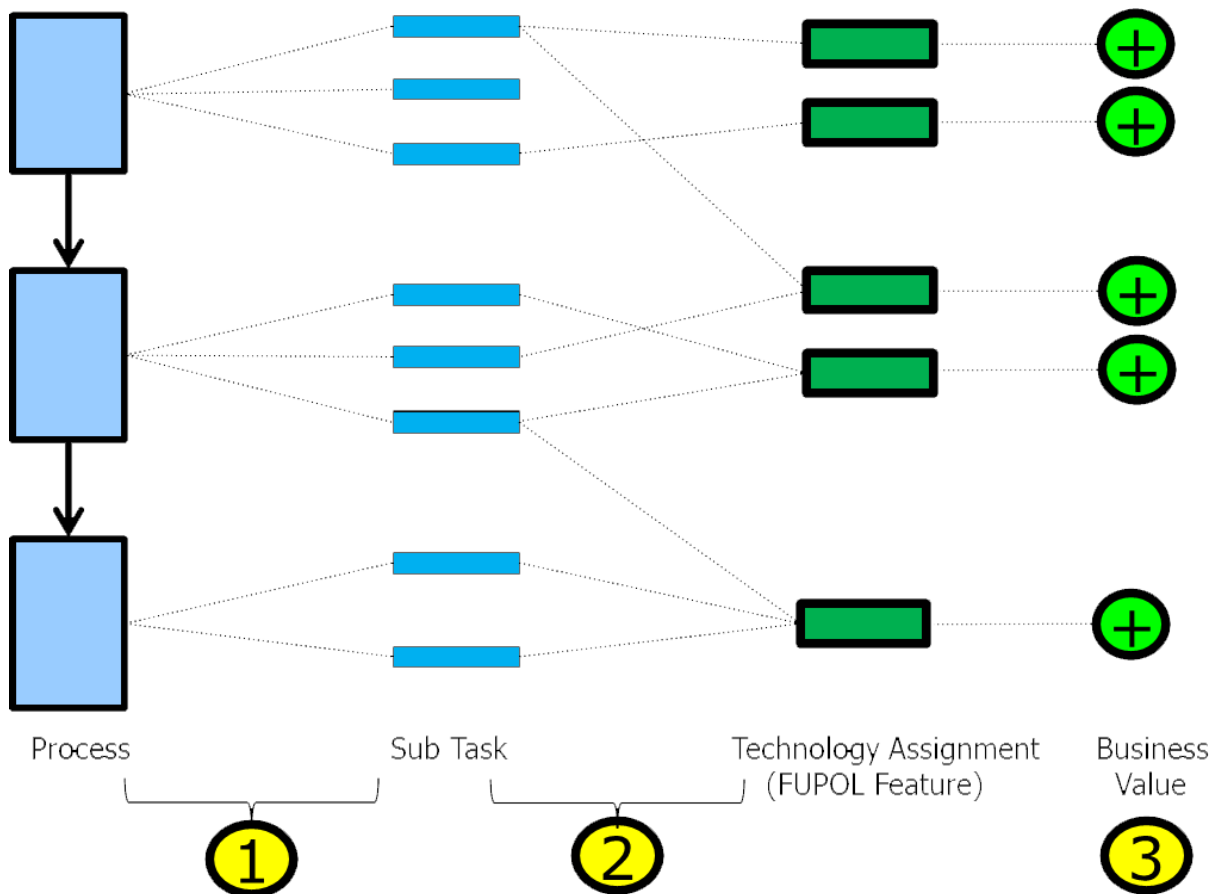 +
+
+
+
+
Process
Sub Task
Technology Assignment
(FUPOL Feature)
Business
Value
1
2
3